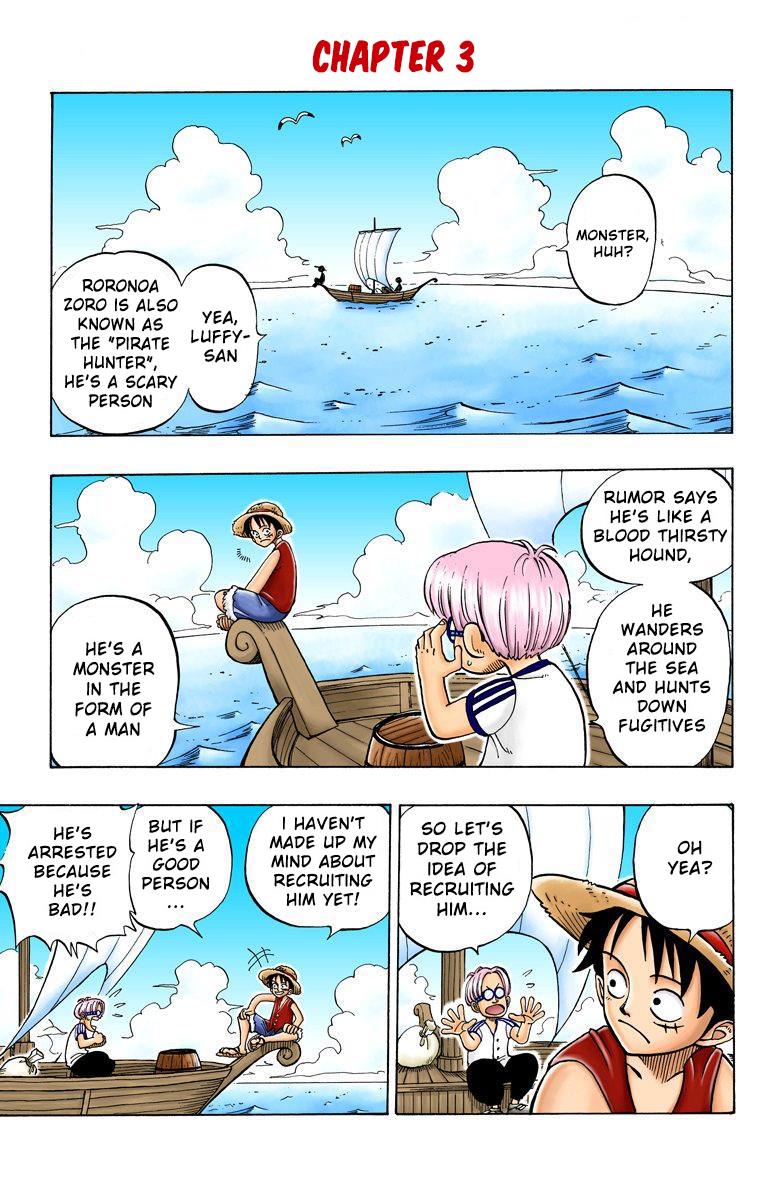 CHAPTER 3
MONSTER,
HUH?
YEA,
LUFFY-
SAN
RORONOA
ZORO IS ALSO
KNOWN AS
THE "PIRATE
HUNTER",
HE'S A SCARY
PERSON
RUMOR SAYS
HE'S LIKE A
BLOOD THIRSTY
HOUND,
HE
WANDERS
AROUND
THE SEA
AND HUNTS
DOWN
FUGITIVES
HE'S A
MONSTER
IN THE
FORM OF
A MAN
OH
YEA?
SO LET'S
DROP THE
IDEA OF
RECRUITING
HIM...
I HAVEN'T
MADE UP MY
MIND ABOUT
RECRUITING
HIM YET!
BUT IF
HE'S A
GOOD
PERSON
...
HE'S
ARRESTED
BECAUSE
HE'S
BAD!!